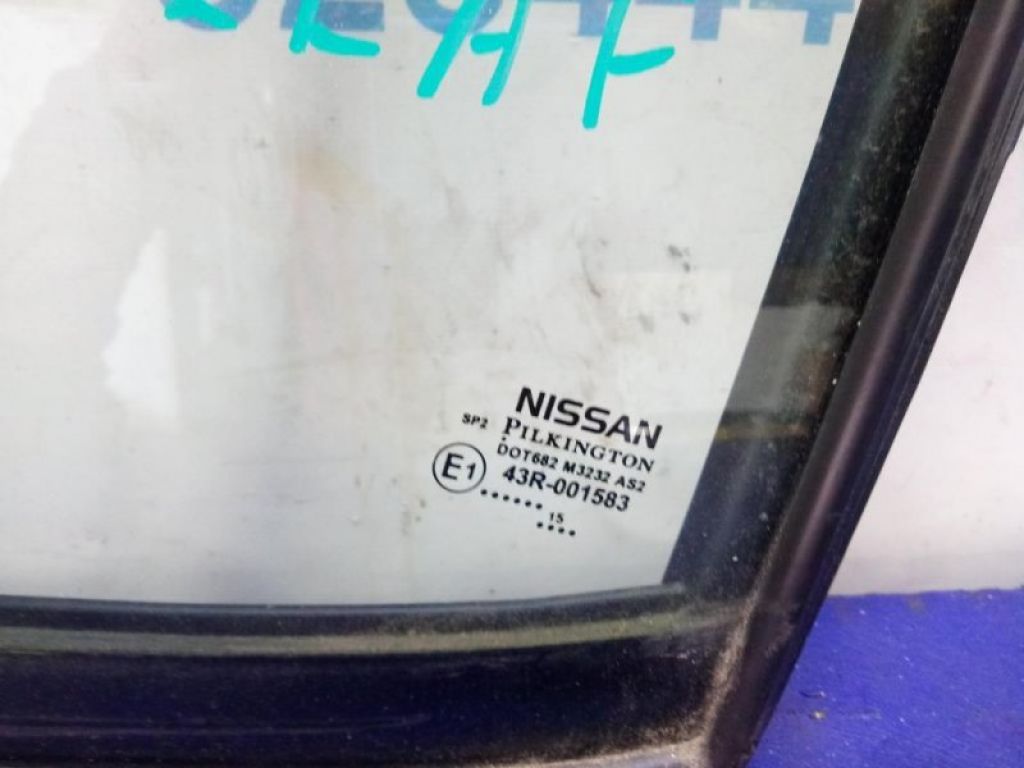 NISSAN
SP2 PILKINGTON
DOT682 M3232 AS2
E1 43R-001583
......
15
....